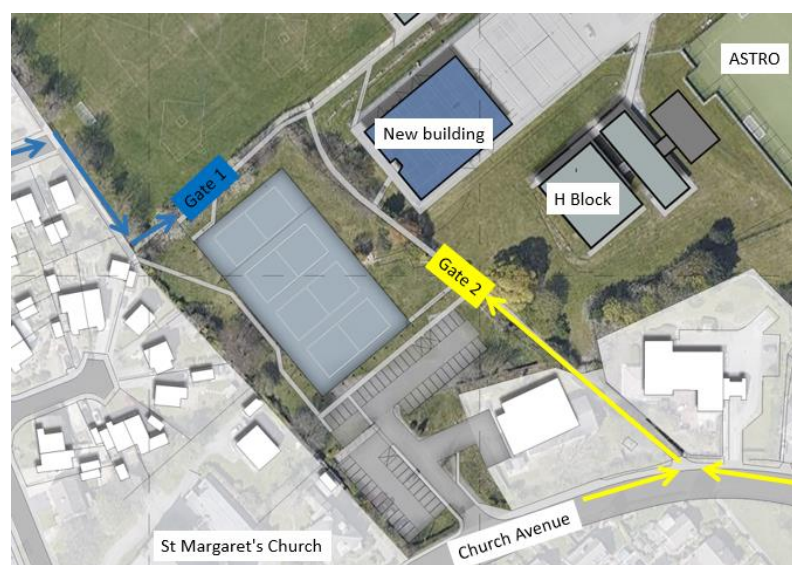 ASTRO
New building
Gate 1
H Block
Gate 2
Church Avenue
St Margaret's Church